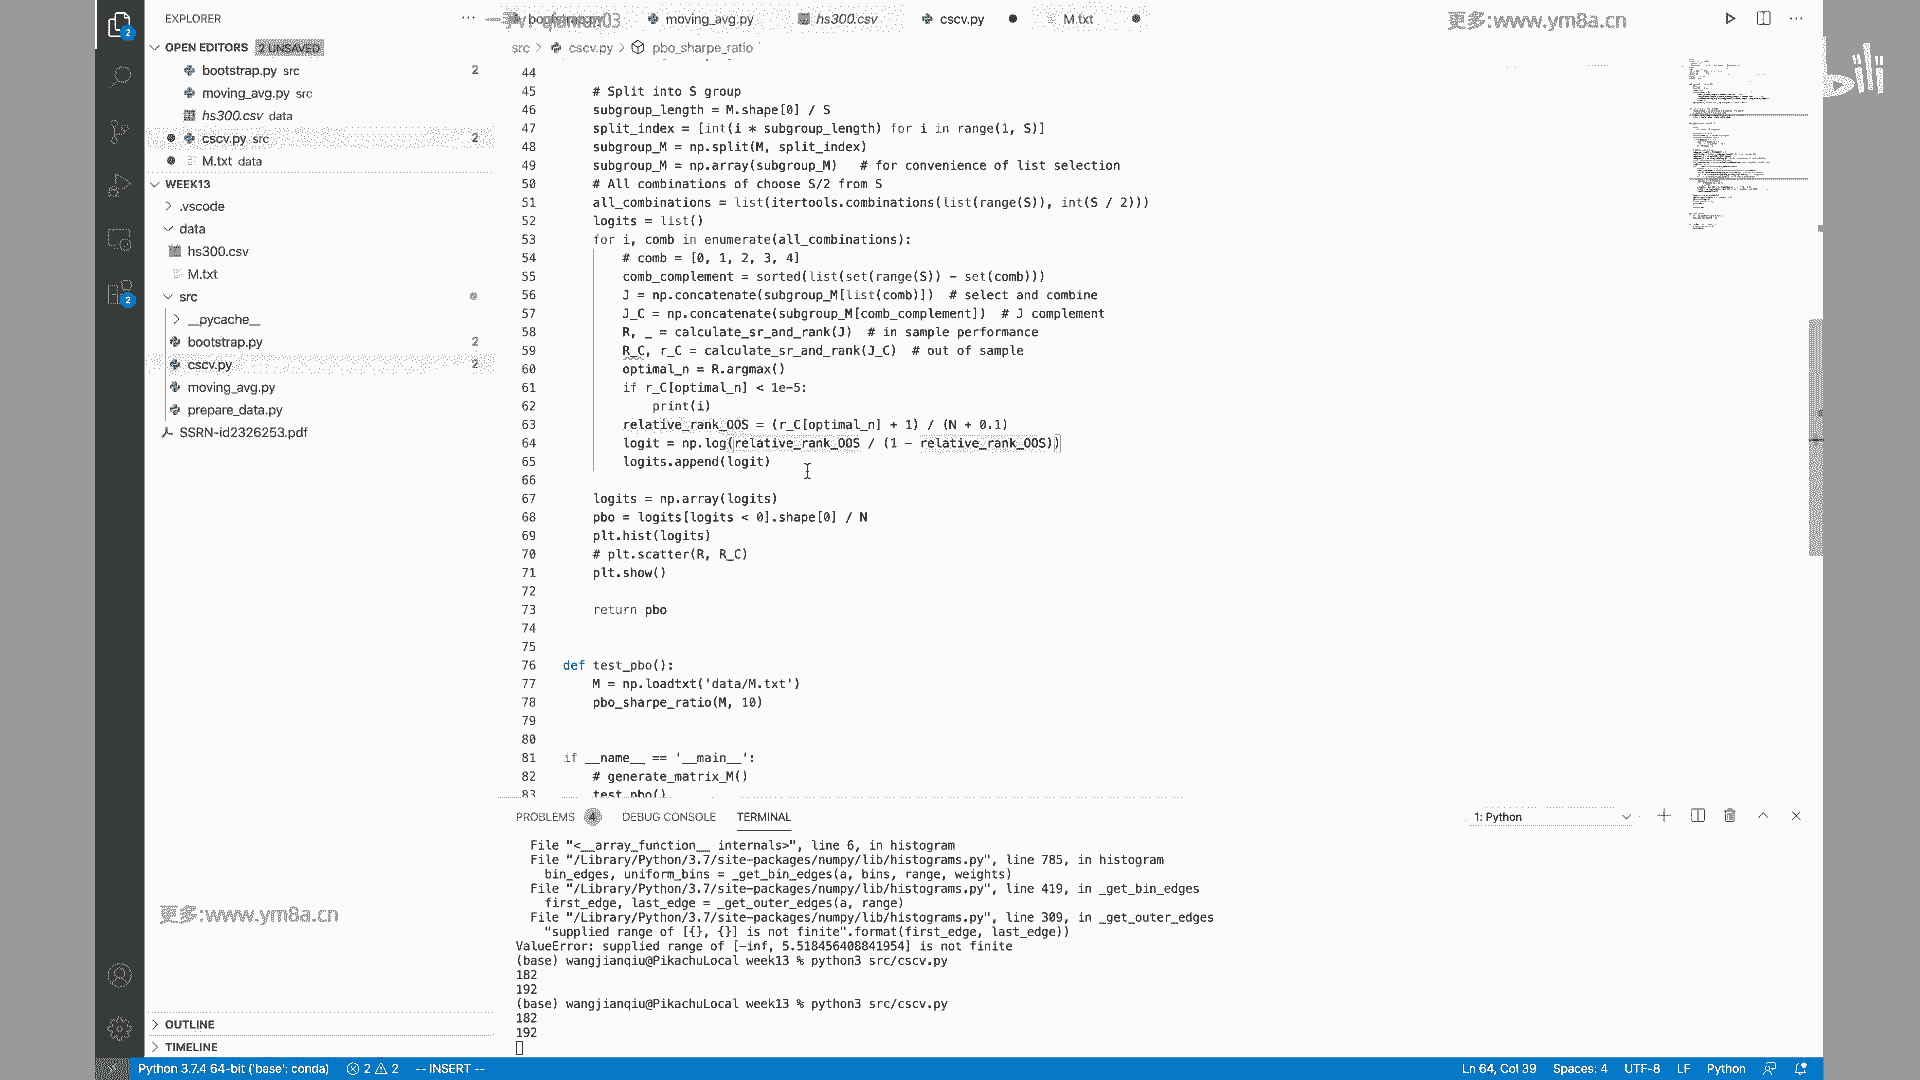 EXPLORER
OPEN EDITORS 2 UNSAVED
bootstrap.py src 2
moving_avg.py src
hs300.csv data
cscv.py src 2
M.txt data
WEEK13
.vscode
data
hs300.csv
M.txt
src
__pycache__
bootstrap.py 2
cscv.py 2
moving_avg.py
prepare_data.py
SSRN-id2326253.pdf
更多:www.ym8a.cn
OUTLINE
TIMELINE
moving_avg.py
hs300.csv
cscv.py
M.txt
更多:www.ym8a.cn
bili
src > cscv.py > pbo_sharpe_ratio
44
45 # Split into S group
46 subgroup_length = M.shape[0] / S
47 split_index = [int(i * subgroup_length) for i in range(1, S)]
48 subgroup_M = np.split(M, split_index)
49 subgroup_M = np.array(subgroup_M)   # for convenience of list selection
50 # All combinations of choose S/2 from S
51 all_combinations = list(itertools.combinations(list(range(S)), int(S / 2)))
52 logits = list()
53 for i, comb in enumerate(all_combinations):
54 # comb = [0, 1, 2, 3, 4]
55 comb_complement = sorted(list(set(range(S)) - set(comb)))
56 J = np.concatenate(subgroup_M[list(comb)])  # select and combine
57 J_C = np.concatenate(subgroup_M[comb_complement])  # J complement
58 R, _ = calculate_sr_and_rank(J)  # in sample performance
59 R_C, r_C = calculate_sr_and_rank(J_C)  # out of sample
60 optimal_n = R.argmax()
61 if r_C[optimal_n] < 1e-5:
62 print(i)
63 relative_rank_OOS = (r_C[optimal_n] + 1) / (N + 0.1)
64 logit = np.log(relative_rank_OOS / (1 - relative_rank_OOS))
65 logits.append(logit)
66
67 logits = np.array(logits)
68 pbo = logits[logits < 0].shape[0] / N
69 plt.hist(logits)
70 # plt.scatter(R, R_C)
71 plt.show()
72
73 return pbo
74
75
76 def test_pbo():
77 M = np.loadtxt('data/M.txt')
78 pbo_sharpe_ratio(M, 10)
79
80
81 if __name__ == '__main__':
82 # generate_matrix_M()
83 test_pbo()
PROBLEMS 4 DEBUG CONSOLE TERMINAL 1: Python
File "<__array_function__ internals>", line 6, in histogram
File "/Library/Python/3.7/site-packages/numpy/lib/histograms.py", line 785, in histogram
bin_edges, uniform_bins = _get_bin_edges(a, bins, range, weights)
File "/Library/Python/3.7/site-packages/numpy/lib/histograms.py", line 419, in _get_bin_edges
first_edge, last_edge = _get_outer_edges(a, range)
File "/Library/Python/3.7/site-packages/numpy/lib/histograms.py", line 309, in _get_outer_edges
"supplied range of [{}, {}] is not finite".format(first_edge, last_edge))
ValueError: supplied range of [-inf, 5.518456408841954] is not finite
(base) wangjianqiu@PikachuLocal week13 % python3 src/cscv.py
182
192
(base) wangjianqiu@PikachuLocal week13 % python3 src/cscv.py
182
192
Python 3.7.4 64-bit ('base': conda) 2 2 -- INSERT -- Ln 64, Col 39 Spaces: 4 UTF-8 LF Python